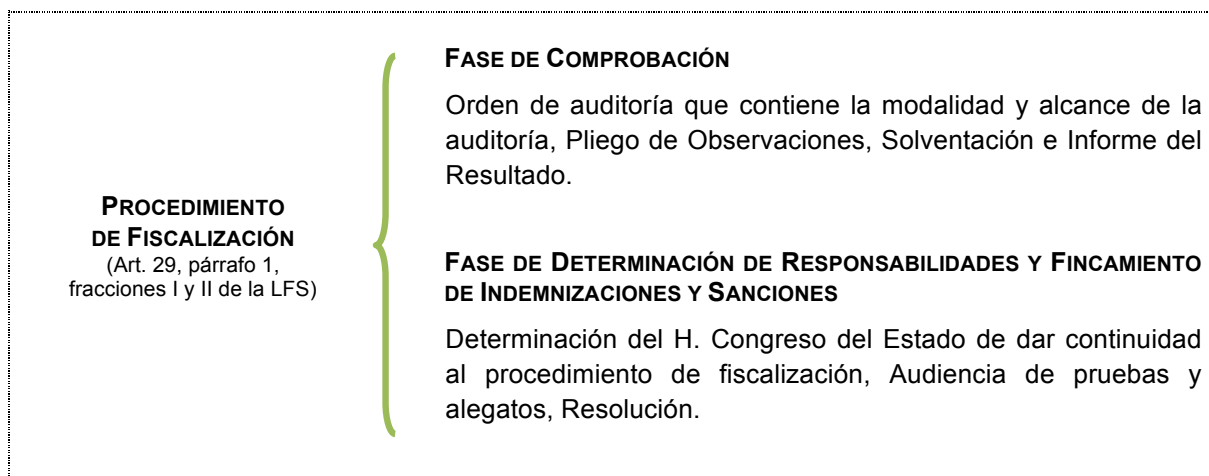 PROCEDIMIENTO
DE FISCALIZACIÓN
(Art. 29, párrafo 1,
fracciones I y II de la LFS)
FASE DE COMPROBACIÓN
Orden de auditoría que contiene la modalidad y alcance de la
auditoría, Pliego de Observaciones, Solventación e Informe del
Resultado.
FASE DE DETERMINACIÓN DE RESPONSABILIDADES Y FINCAMIENTO
DE INDEMNIZACIONES Y SANCIONES
Determinación del H. Congreso del Estado de dar continuidad
al procedimiento de fiscalización, Audiencia de pruebas y
alegatos, Resolución.